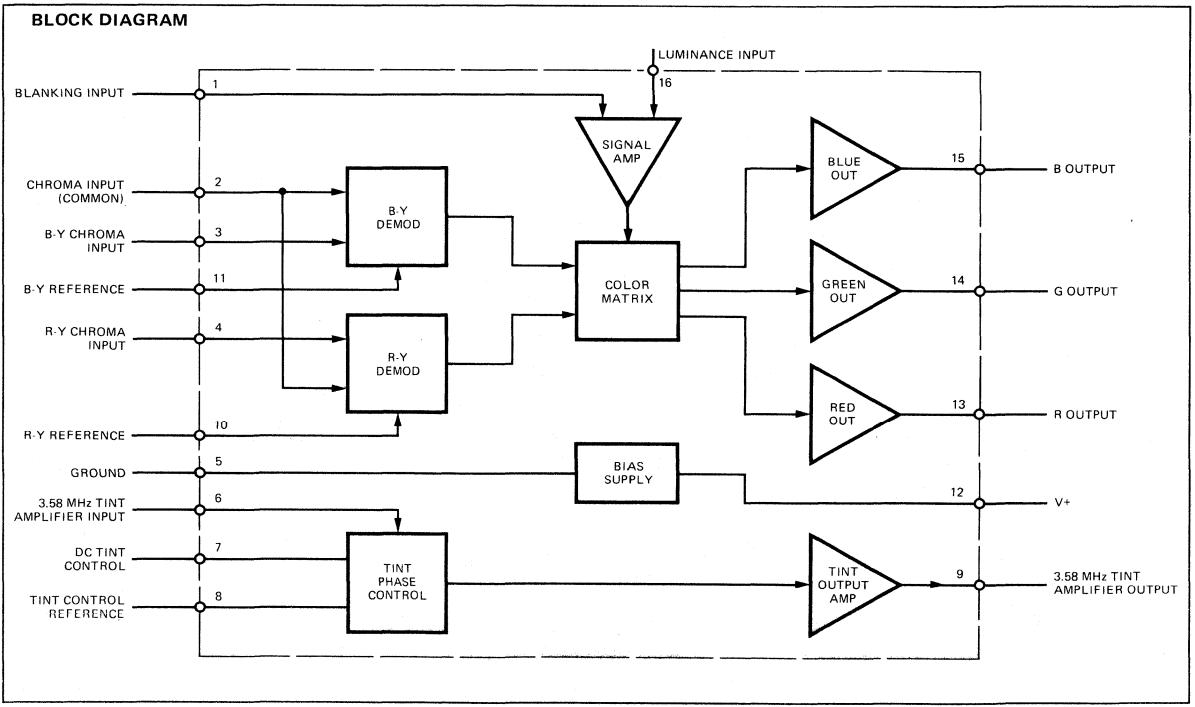 BLOCK DIAGRAM
LUMINANCE INPUT
16
BLANKING INPUT
1
SIGNAL
AMP
CHROMA INPUT
(COMMON)
2
B-Y CHROMA
INPUT
3
B-Y REFERENCE
11
R-Y CHROMA
INPUT
4
R-Y REFERENCE
10
GROUND
5
3.58 MHz TINT
AMPLIFIER INPUT
6
DC TINT
CONTROL
7
TINT CONTROL
REFERENCE
8
B-Y
DEMOD
R-Y
DEMOD
COLOR
MATRIX
BIAS
SUPPLY
TINT
PHASE
CONTROL
BLUE
OUT
15
B OUTPUT
GREEN
OUT
14
G OUTPUT
RED
OUT
13
R OUTPUT
12
V+
TINT
OUTPUT
AMP
9
3.58 MHz TINT
AMPLIFIER OUTPUT